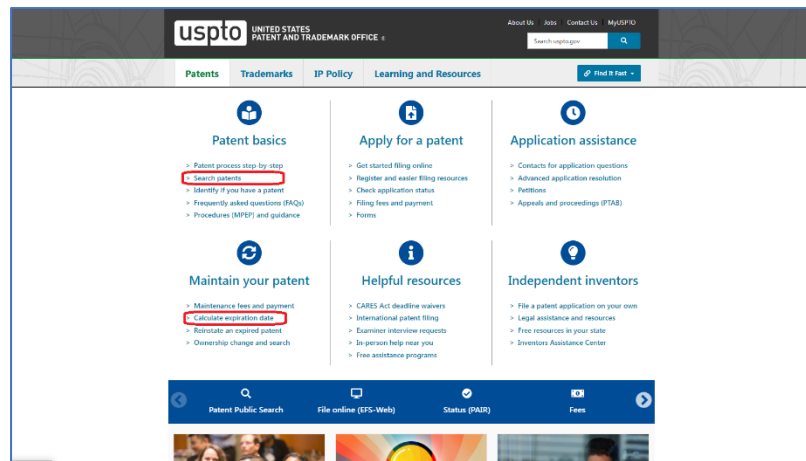 About Us Jobs Contact Us MyUSPTO
uspto UNITED STATES
PATENT AND TRADEMARK OFFICE
Search uspto.gov
Patents Trademarks IP Policy Learning and Resources Find It Fast
Patent basics
> Patent process step-by-step
> Search patents
> Identify if you have a patent
> Frequently asked questions (FAQs)
> Procedures (MPEP) and guidance
Apply for a patent
> Get started filing online
> Register and easier filing resources
> Check application status
> Filing fees and payment
> Forms
Application assistance
> Contacts for application questions
> Advanced application resolution
> Petitions
> Appeals and proceedings (PTAB)
Maintain your patent
> Maintenance fees and payment
> Calculate expiration date
> Reinstate an expired patent
> Ownership change and search
Helpful resources
> CARES Act deadline waivers
> International patent filing
> Examiner interview requests
> In-person help near you
> Free assistance programs
Independent inventors
> File a patent application on your own
> Legal assistance and resources
> Free resources in your state
> Inventors Assistance Center
Patent Public Search File online (EFS-Web) Status (PAIR) Fees